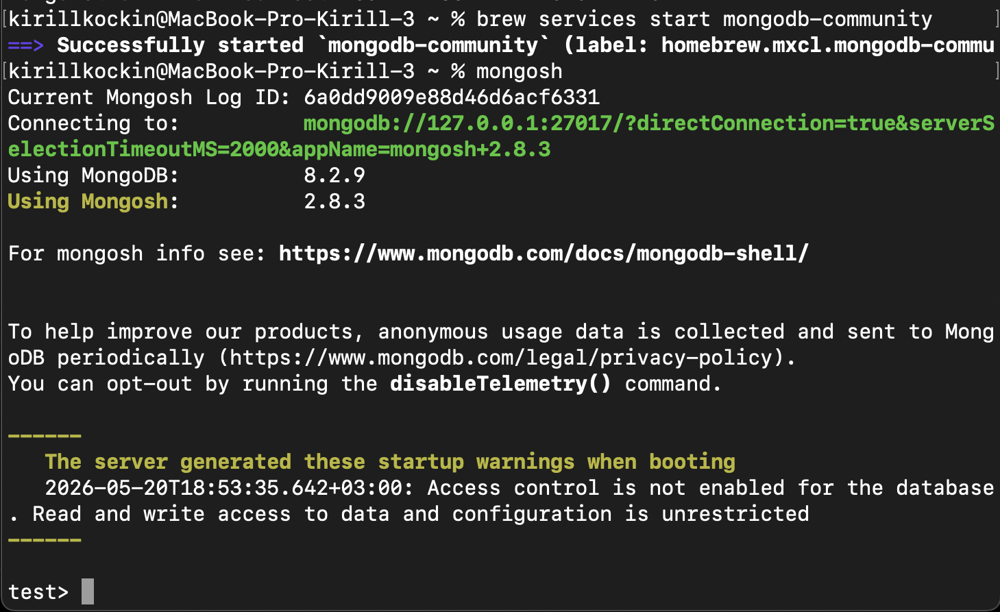 [kirillkockin@MacBook-Pro-Kirill-3 ~ % brew services start mongodb-community ]
==> Successfully started `mongodb-community` (label: homebrew.mxcl.mongodb-commu
[kirillkockin@MacBook-Pro-Kirill-3 ~ % mongosh ]
Current Mongosh Log ID: 6a0dd9009e88d46d6acf6331
Connecting to: mongodb://127.0.0.1:27017/?directConnection=true&serverS
electionTimeoutMS=2000&appName=mongosh+2.8.3
Using MongoDB: 8.2.9
Using Mongosh: 2.8.3
For mongosh info see: https://www.mongodb.com/docs/mongodb-shell/
To help improve our products, anonymous usage data is collected and sent to Mong
oDB periodically (https://www.mongodb.com/legal/privacy-policy).
You can opt-out by running the disableTelemetry() command.
------
The server generated these startup warnings when booting
2026-05-20T18:53:35.642+03:00: Access control is not enabled for the database
. Read and write access to data and configuration is unrestricted
------
test>